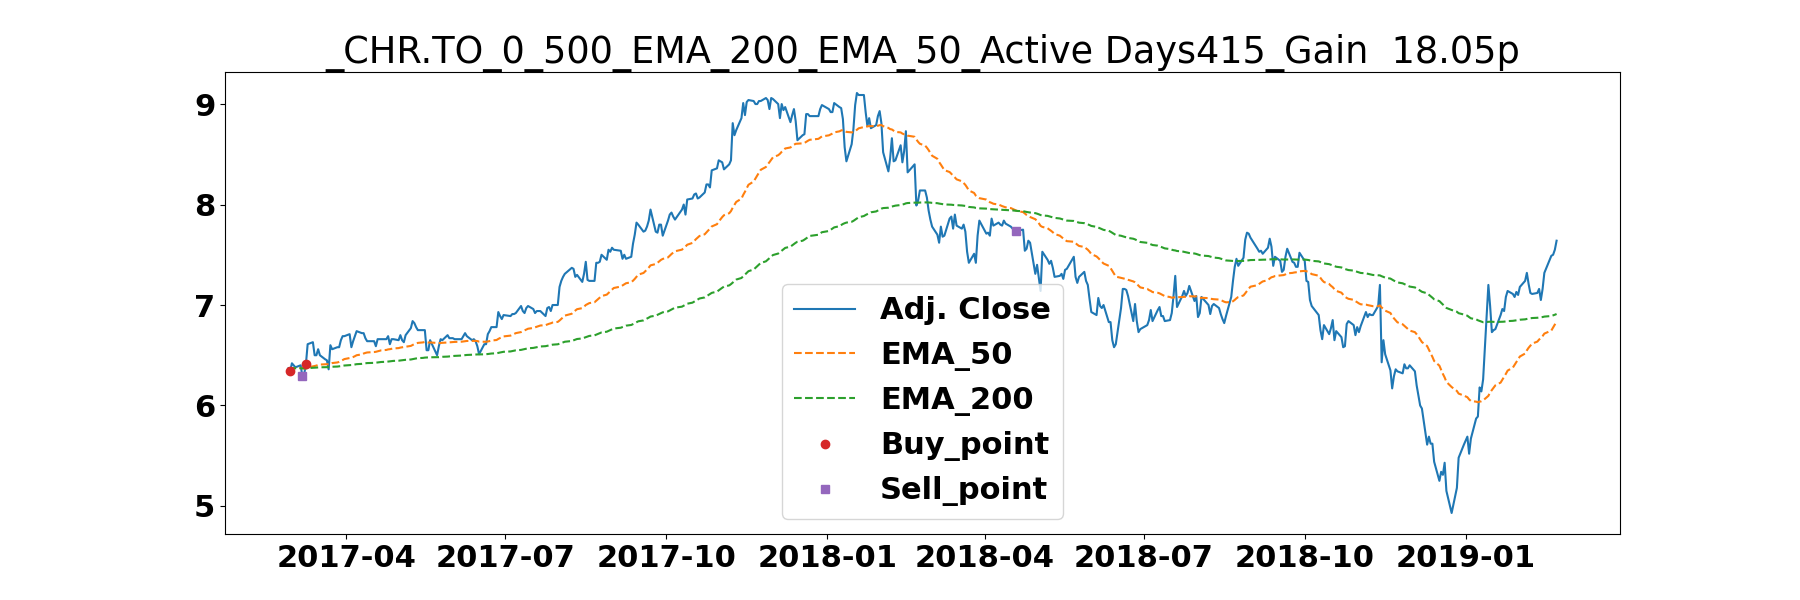 _CHR.TO_0_500_EMA_200_EMA_50_Active Days415_Gain  18.05p
9
8
7
6
5
Adj. Close
EMA_50
EMA_200
Buy_point
Sell_point
2017-04 2017-07 2017-10 2018-01 2018-04 2018-07 2018-10 2019-01